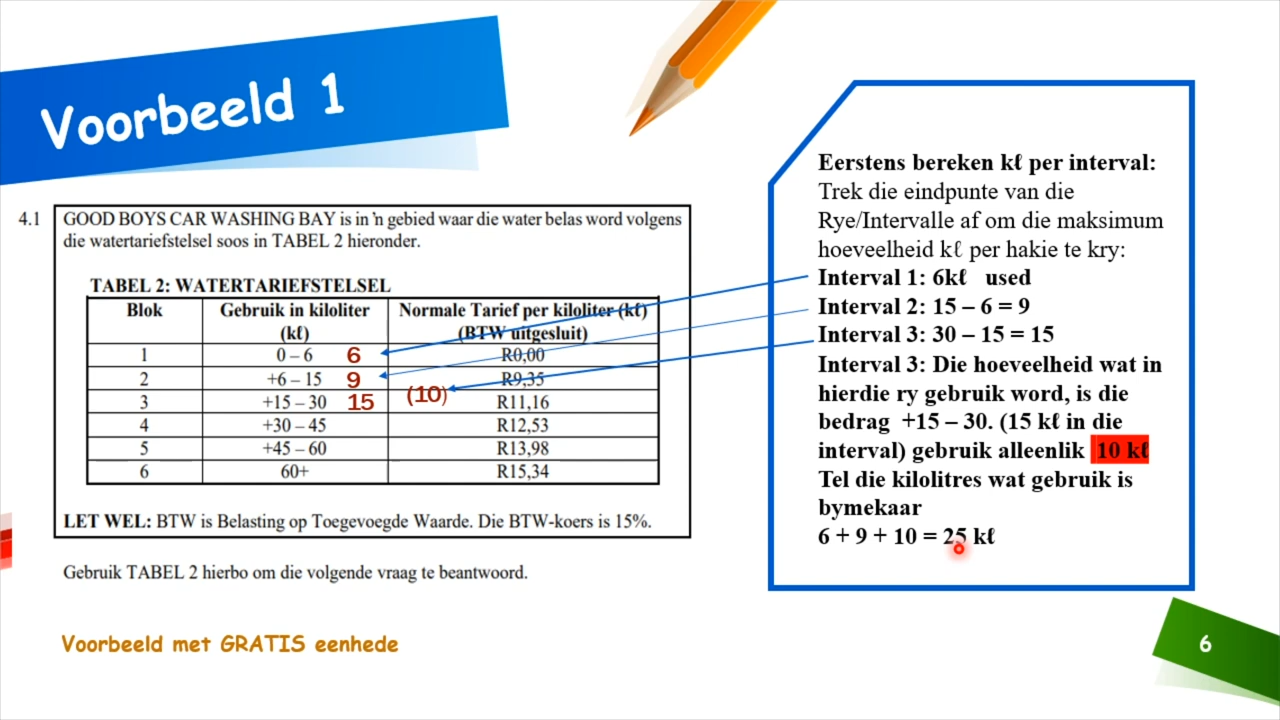 Voorbeeld 1
4.1 GOOD BOYS CAR WASHING BAY is in 'n gebied waar die water belas word volgens
die watertariefstelsel soos in TABEL 2 hieronder.
TABEL 2: WATERTARIEFSTELSEL
Blok Gebruik in kiloliter Normale Tarief per kiloliter (kℓ)
(kℓ) (BTW uitgesluit)
1 0 – 6 6 R0,00
2 +6 – 15 9 R9,35
3 +15 – 30 15 (10) R11,16
4 +30 – 45 R12,53
5 +45 – 60 R13,98
6 60+ R15,34
LET WEL: BTW is Belasting op Toegevoegde Waarde. Die BTW-koers is 15%.
Gebruik TABEL 2 hierbo om die volgende vraag te beantwoord.
Voorbeeld met GRATIS eenhede
Eerstens bereken kℓ per interval:
Trek die eindpunte van die
Rye/Intervalle af om die maksimum
hoeveelheid kℓ per hakie te kry:
Interval 1: 6kℓ used
Interval 2: 15 – 6 = 9
Interval 3: 30 – 15 = 15
Interval 3: Die hoeveelheid wat in
hierdie ry gebruik word, is die
bedrag +15 – 30. (15 kℓ in die
interval) gebruik alleenlik 10 kℓ
Tel die kilolitres wat gebruik is
bymekaar
6 + 9 + 10 = 25 kℓ
6